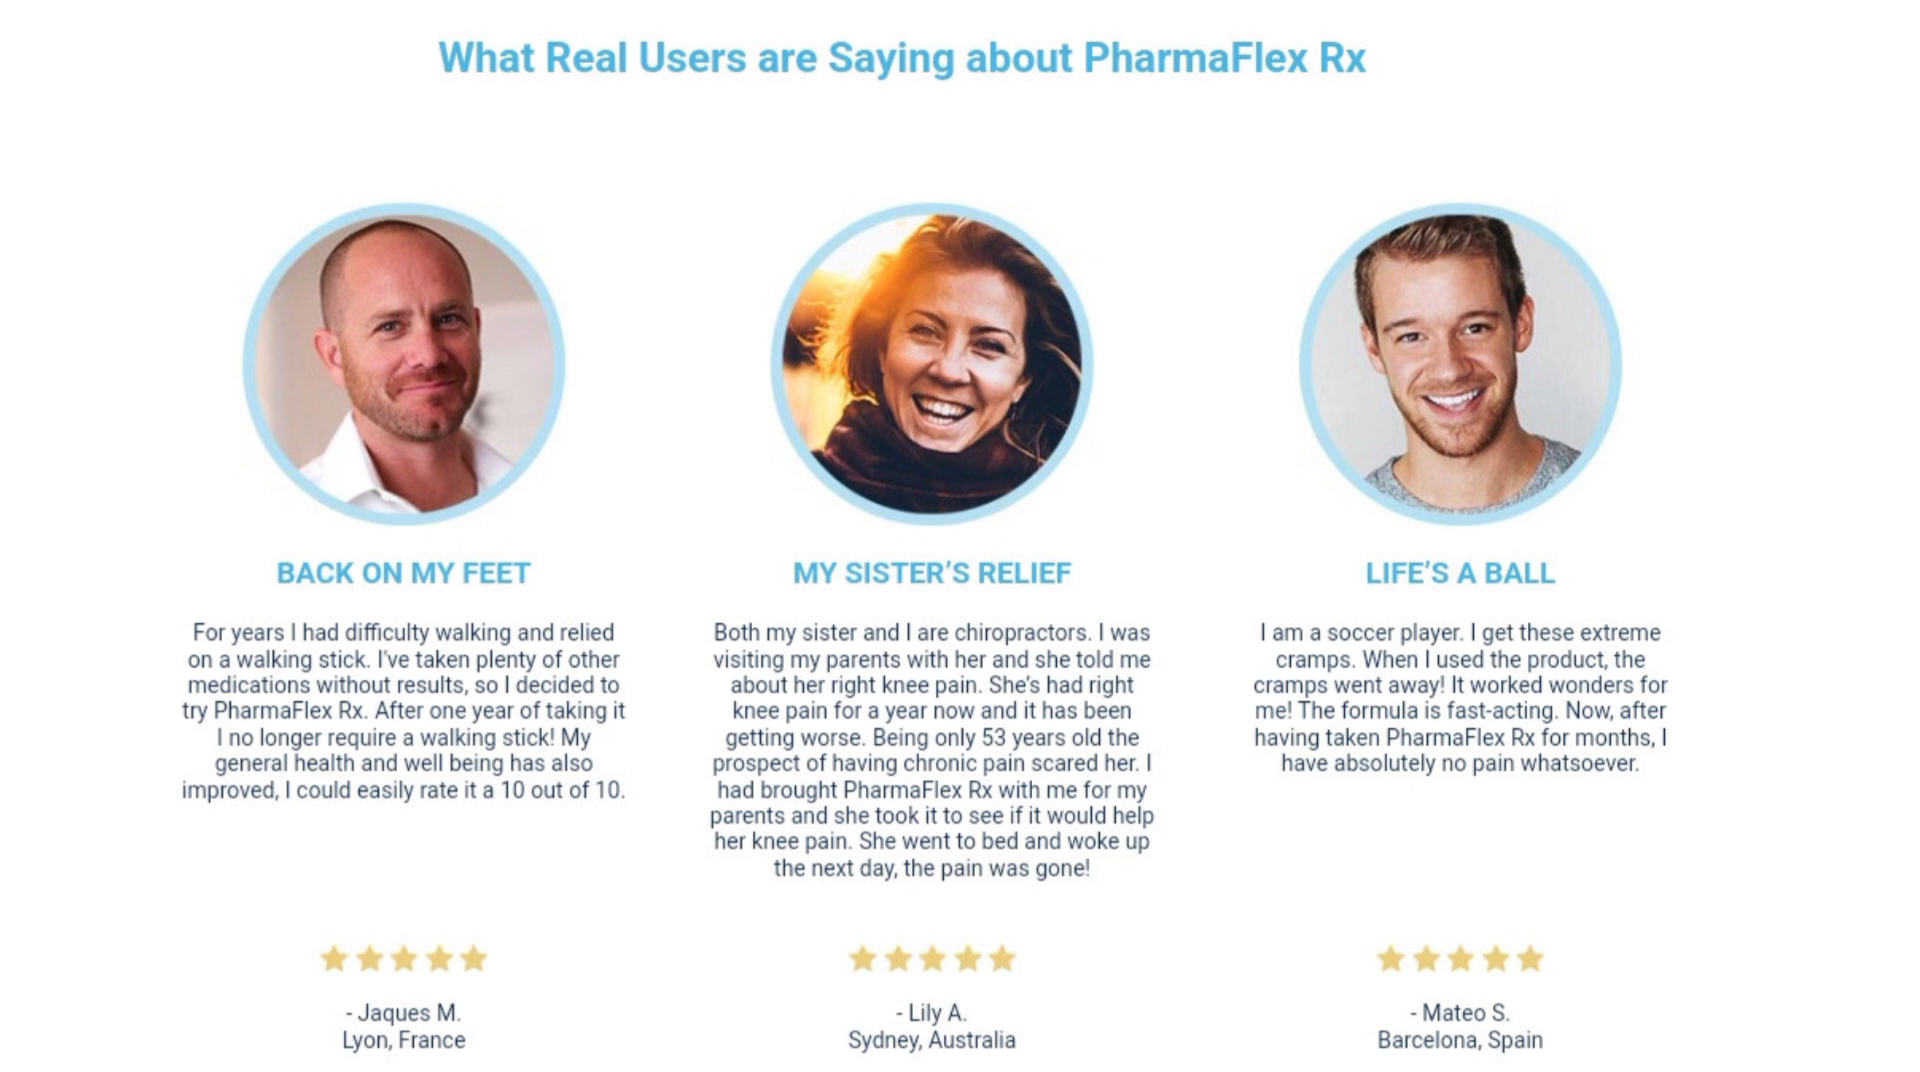 What Real Users are Saying about PharmaFlex Rx
BACK ON MY FEET
For years I had difficulty walking and relied
on a walking stick. I've taken plenty of other
medications without results, so I decided to
try PharmaFlex Rx. After one year of taking it
I no longer require a walking stick! My
general health and well being has also
improved, I could easily rate it a 10 out of 10.
- Jaques M.
Lyon, France
MY SISTER’S RELIEF
Both my sister and I are chiropractors. I was
visiting my parents with her and she told me
about her right knee pain. She’s had right
knee pain for a year now and it has been
getting worse. Being only 53 years old the
prospect of having chronic pain scared her. I
had brought PharmaFlex Rx with me for my
parents and she took it to see if it would help
her knee pain. She went to bed and woke up
the next day, the pain was gone!
- Lily A.
Sydney, Australia
LIFE’S A BALL
I am a soccer player. I get these extreme
cramps. When I used the product, the
cramps went away! It worked wonders for
me! The formula is fast-acting. Now, after
having taken PharmaFlex Rx for months, I
have absolutely no pain whatsoever.
- Mateo S.
Barcelona, Spain